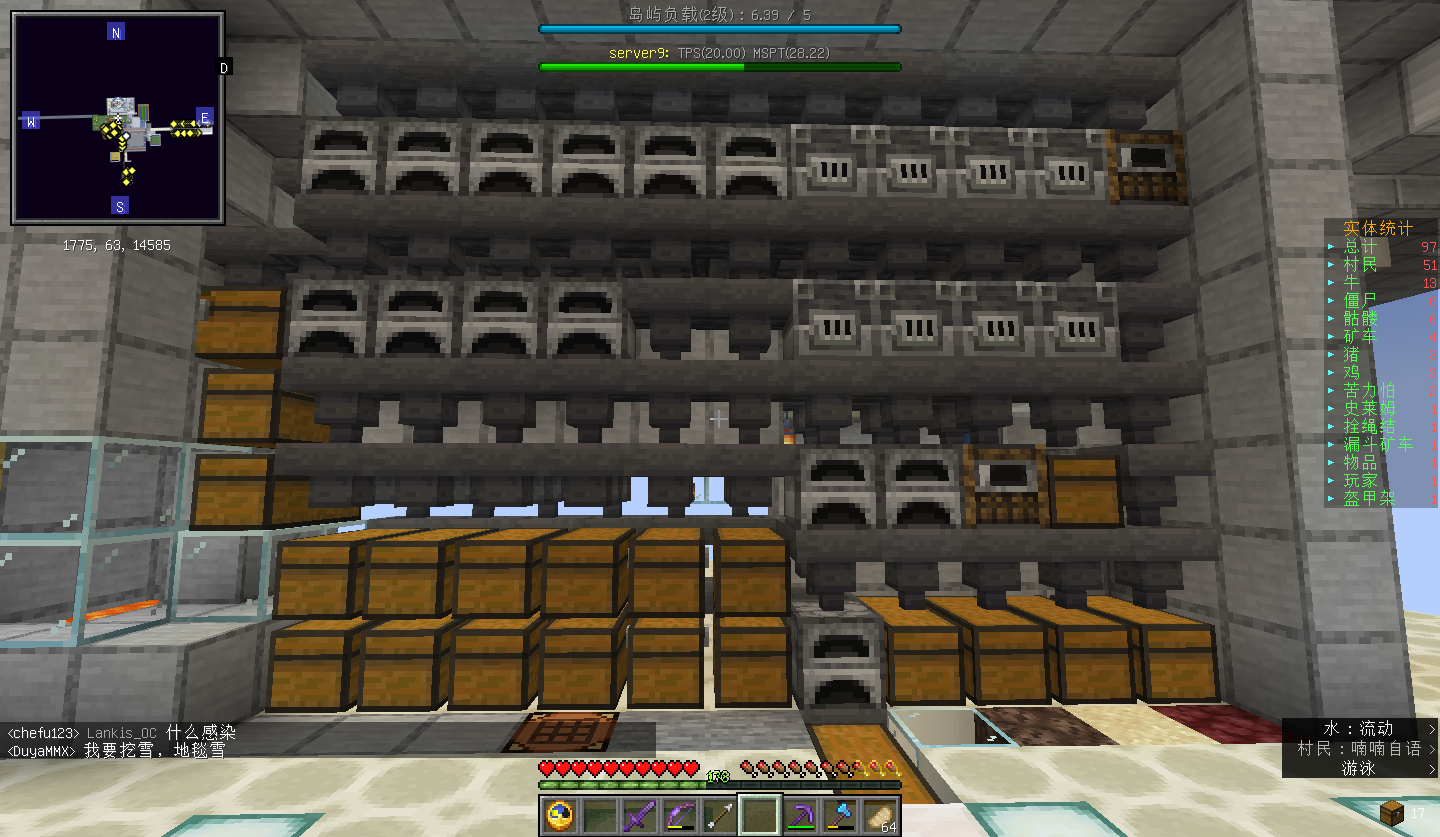 岛屿负载(2级)：6.39 / 5
server9: TPS(20.00) MSPT(28.22)
N
D
W
E
L
S
1775, 63, 14585
实体统计
总计 97
村民 51
牛 13
僵尸
骷髅
矿车
猪
鸡
苦力怕
史莱姆
拴绳结
漏斗矿车
物品
玩家
盔甲架
<chefu123> Lankis_OC 什么感染
<DuyaMMX> 我要挖雪，地毯雪
水：流动
村民：喃喃自语
游泳
178
64
17